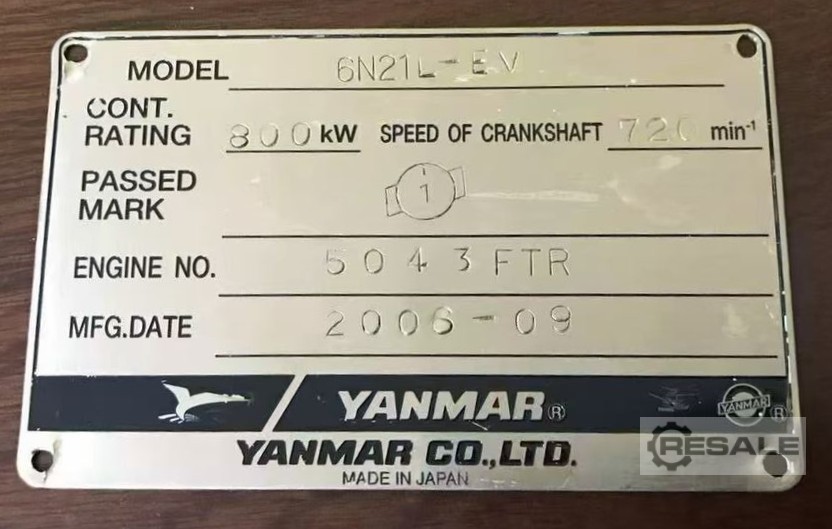 MODEL 6N21L-EV
CONT.
RATING 800 kW SPEED OF CRANKSHAFT 720 min-1
PASSED
MARK 1
ENGINE NO. 5043FTR
MFG.DATE 2006-09
YANMAR ® YANMAR ®
YANMAR CO.,LTD.
MADE IN JAPAN
RESALE